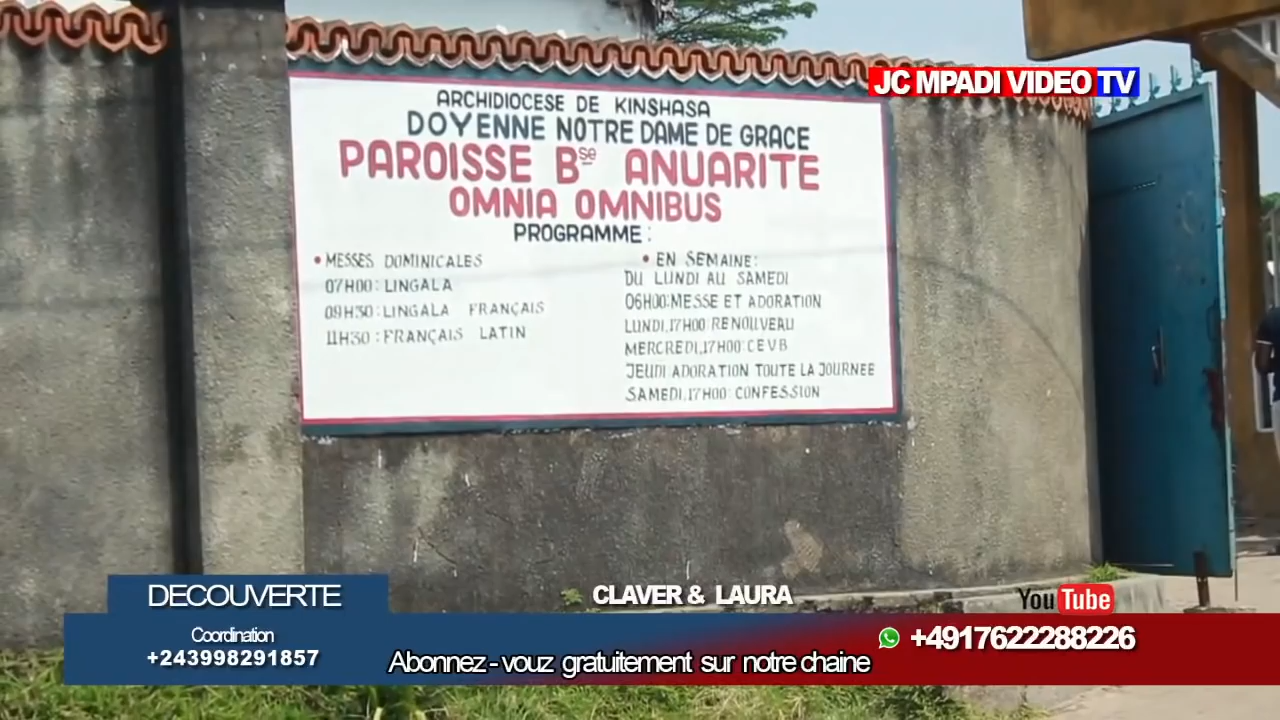 JC MPADI VIDEO TV
ARCHIDIOCESE DE KINSHASA
DOYENNE NOTRE DAME DE GRACE
PAROISSE Bse ANUARITE
OMNIA OMNIBUS
PROGRAMME :
• MESSES DOMINICALES
07H00 : LINGALA
09H30 : LINGALA FRANÇAIS
11H30 : FRANÇAIS LATIN
• EN SEMAINE :
DU LUNDI AU SAMEDI
06H00: MESSE ET ADORATION
LUNDI, 17H00: RENOUVEAU
MERCREDI, 17H00: CEVB
JEUDI ADORATION TOUTE LA JOURNEE
SAMEDI, 17H00: CONFESSION
DECOUVERTE
CLAVER & LAURA
YouTube
Coordination
+243998291857
+4917622288226
Abonnez - vouz gratuitement sur notre chaine